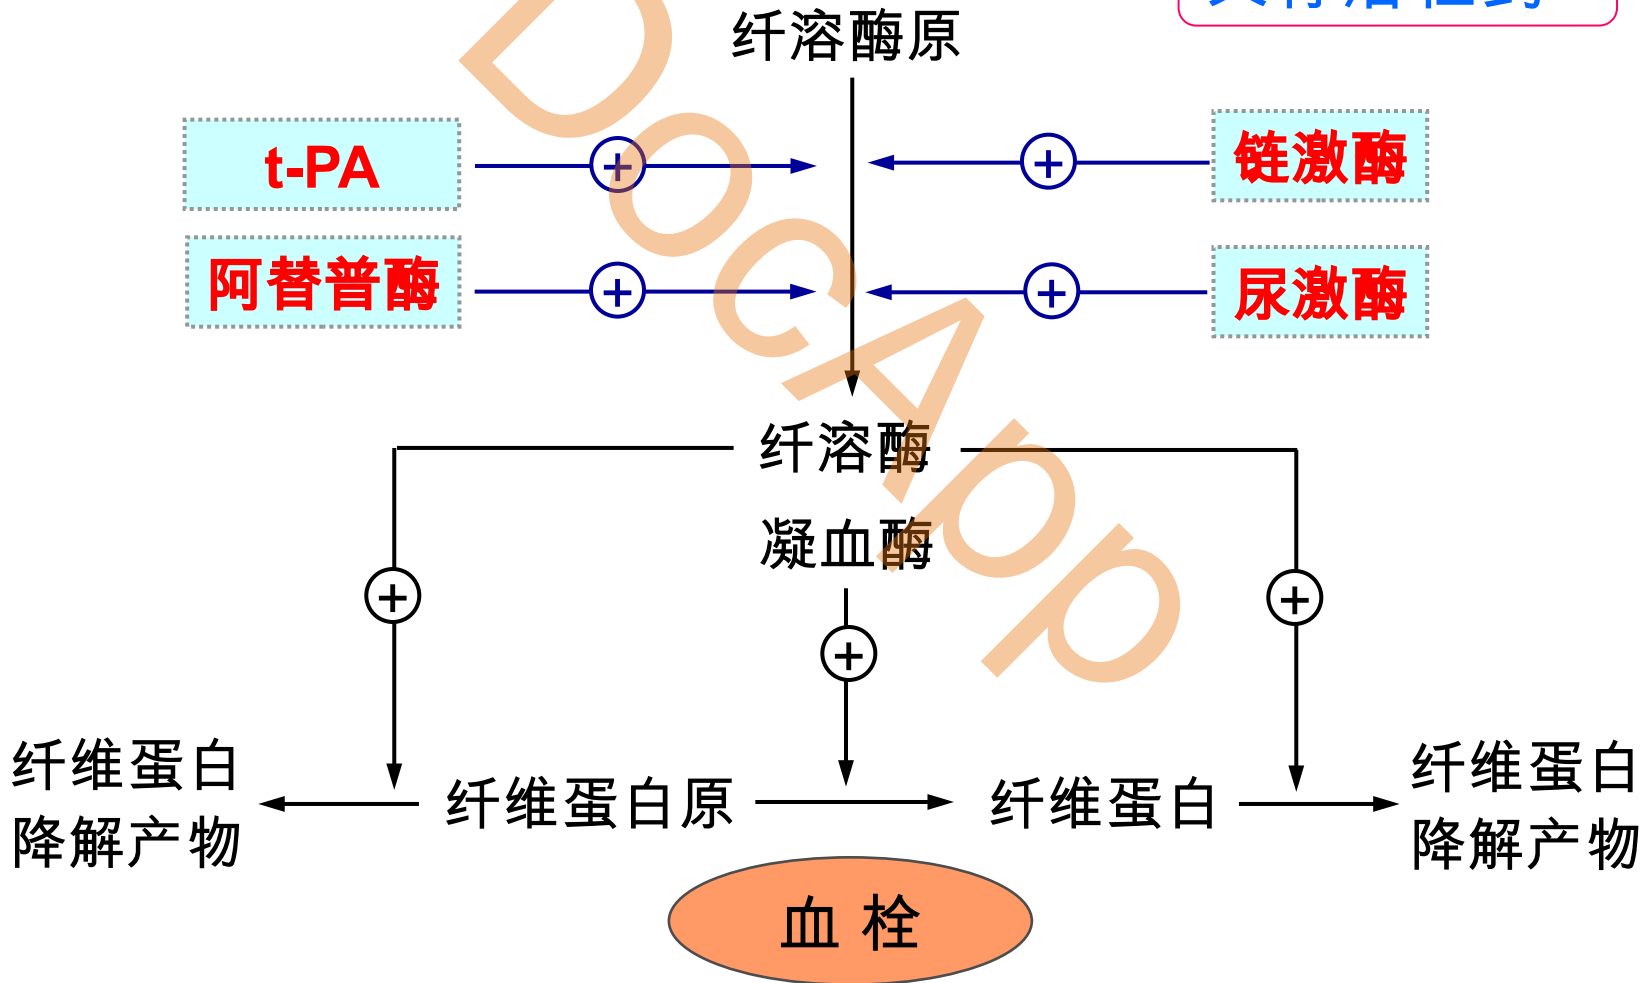 纤溶酶原
t-PA
链激酶
阿替普酶
尿激酶
+
+
+
+
纤溶酶
凝血酶
+
+
+
纤维蛋白
降解产物
纤维蛋白原
纤维蛋白
纤维蛋白
降解产物
血 栓
DocApp